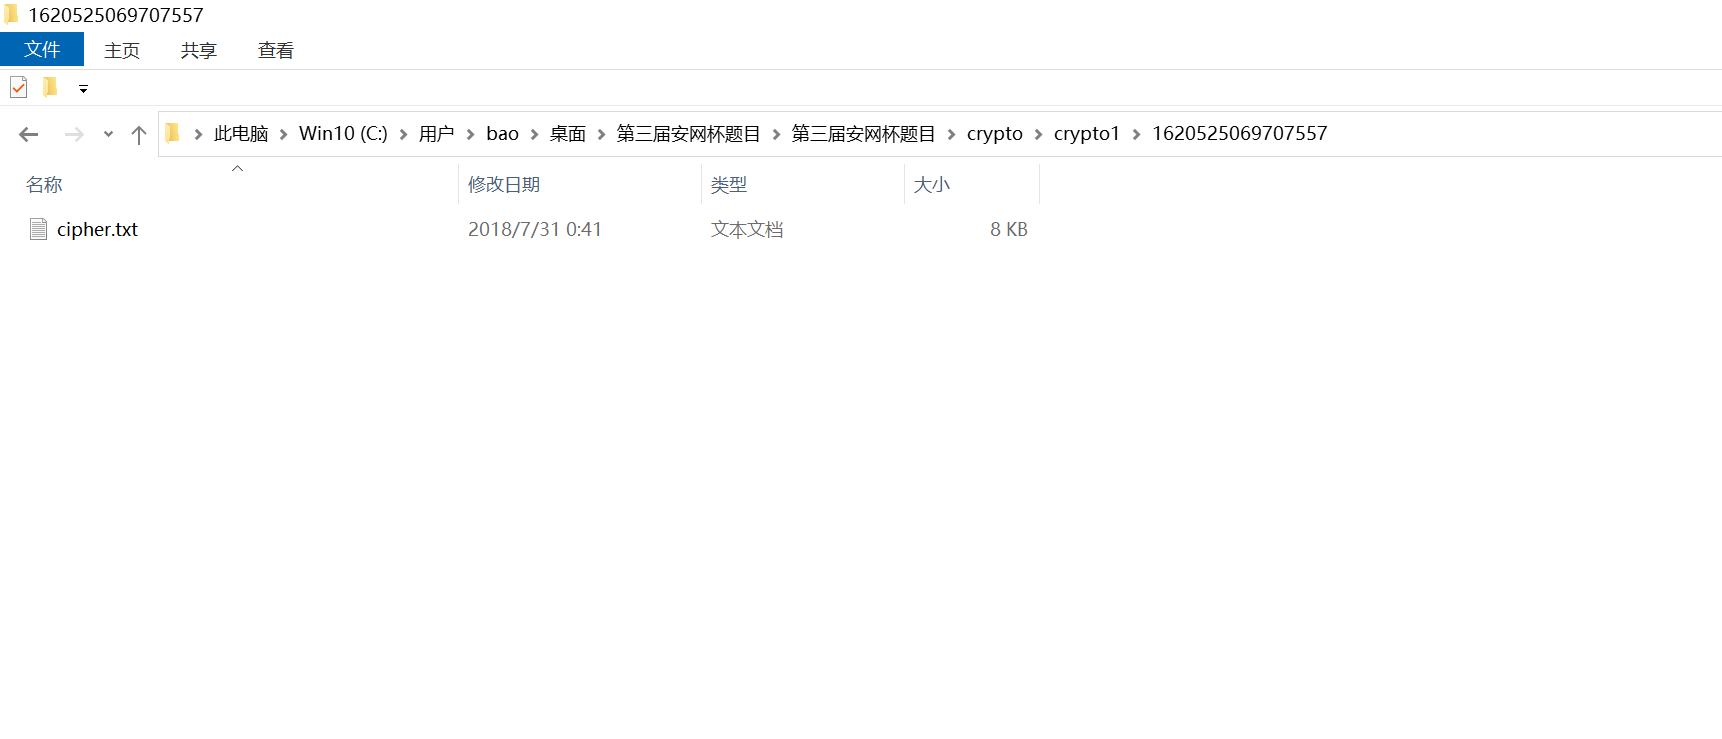 1620525069707557
文件 主页 共享 查看
此电脑 Win10 (C:) 用户 bao 桌面 第三届安网杯题目 第三届安网杯题目 crypto crypto1 1620525069707557
名称 修改日期 类型 大小
cipher.txt 2018/7/31 0:41 文本文档 8 KB